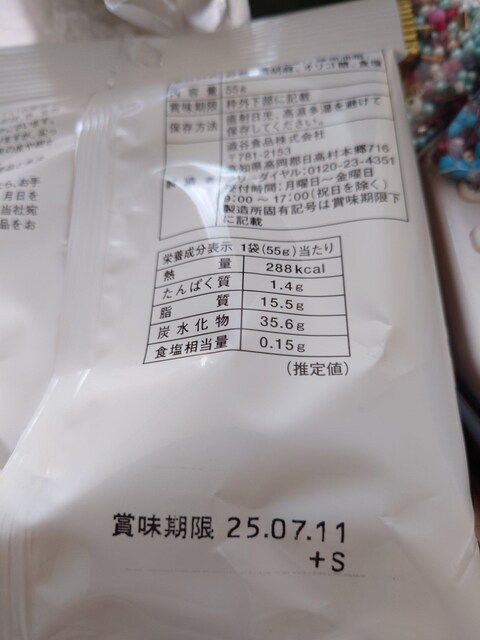 オリゴ糖、食塩
内容量 55g
賞味期限 枠外下部に記載
保存方法 直射日光、高温多湿を避けて
保存してください。
澁谷食品株式会社
〒781-2153
高知県高岡郡日高村本郷716
フリーダイヤル:0120-23-4351
受付時間:月曜日～金曜日
9:00～17:00(祝日を除く)
製造所固有記号は賞味期限下
に記載
栄養成分表示 1袋(55g)当たり
熱量 288kcal
たんぱく質 1.4g
脂質 15.5g
炭水化物 35.6g
食塩相当量 0.15g
(推定値)
賞味期限 25.07.11
+S